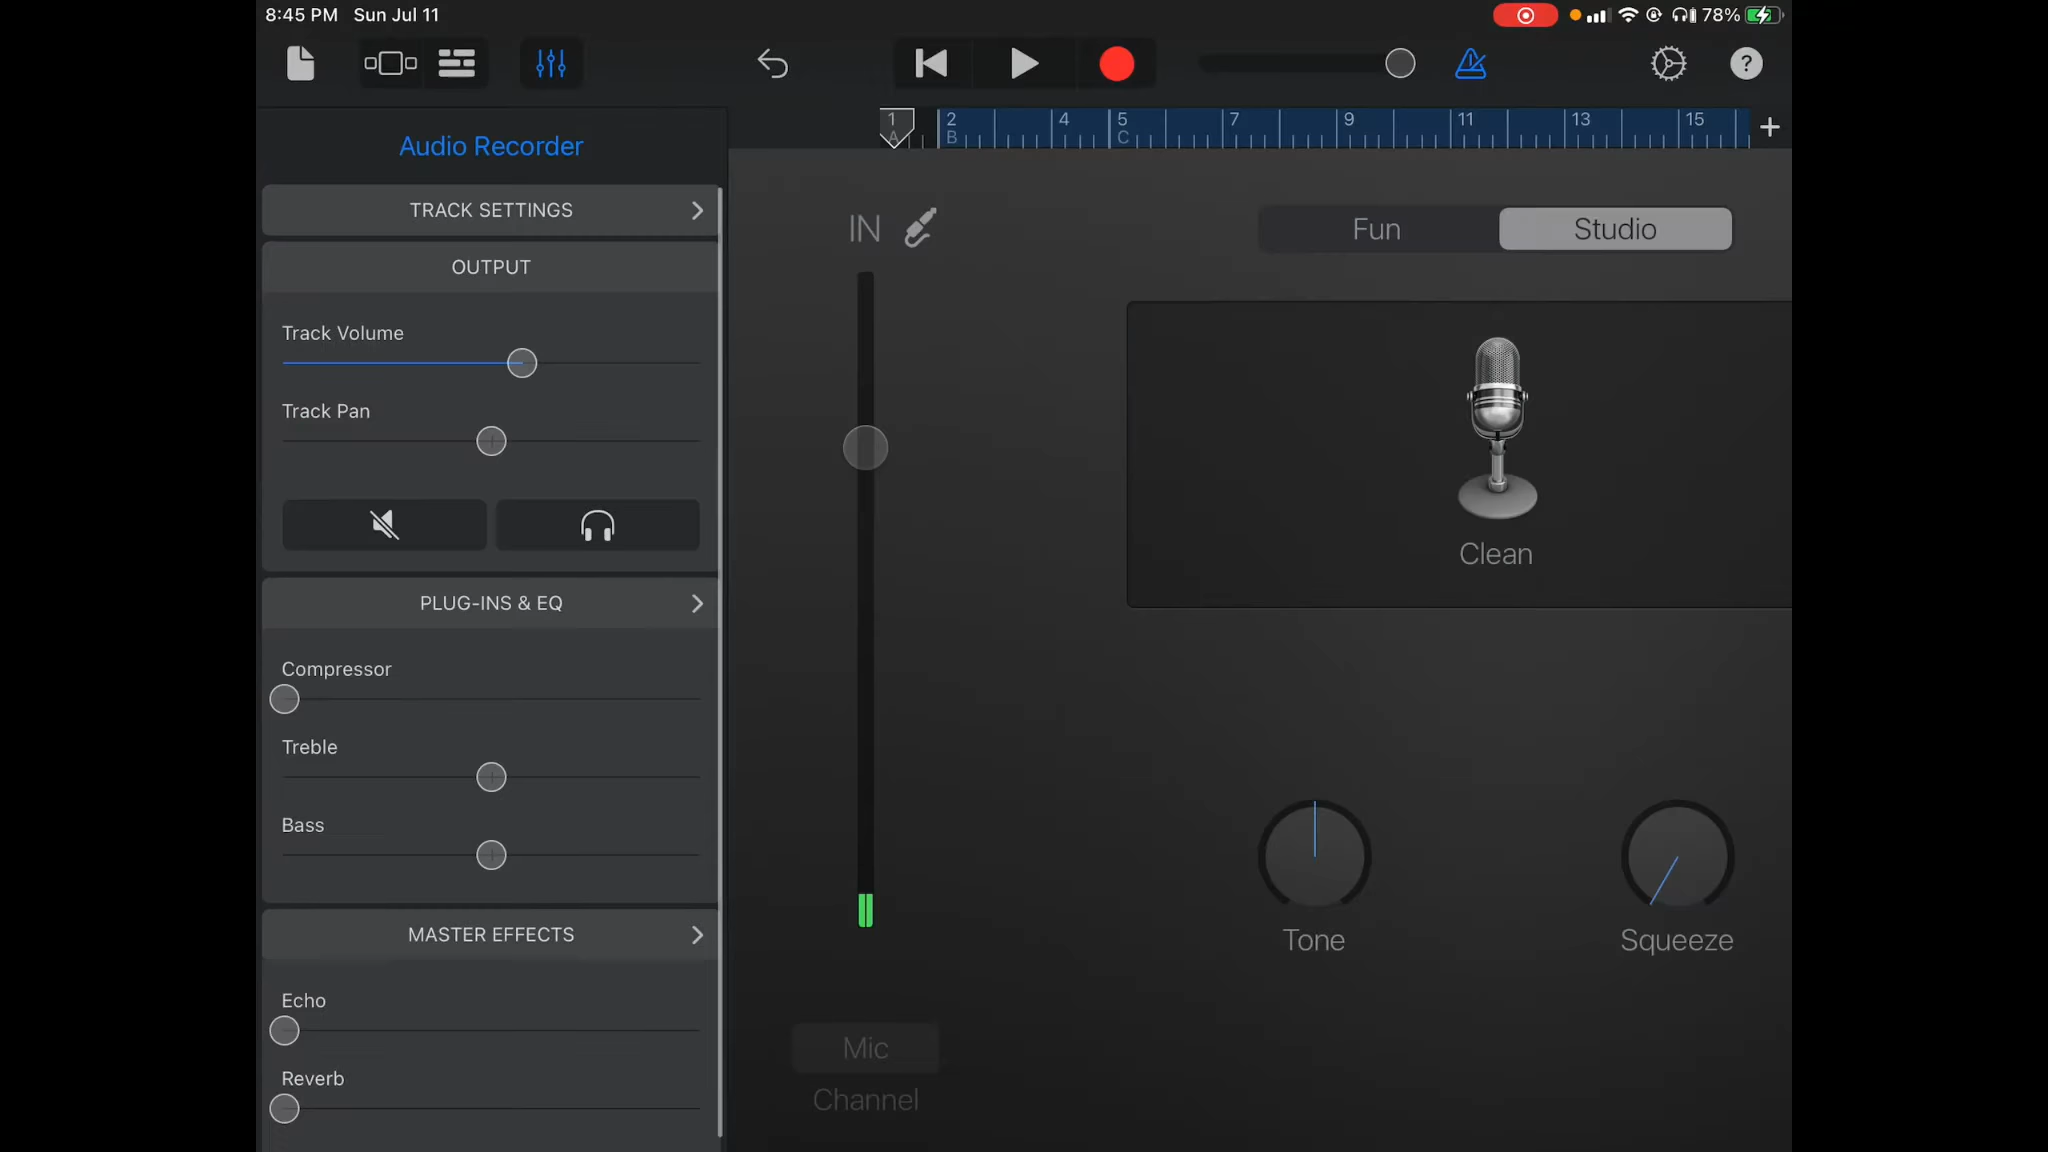 8:45 PM Sun Jul 11
78%
?
Audio Recorder
1 2 4 5 7 9 11 13 15 +
A B C
TRACK SETTINGS
IN
Fun Studio
OUTPUT
Track Volume
Track Pan
Clean
PLUG-INS & EQ
Compressor
Treble
Bass
Tone Squeeze
MASTER EFFECTS
Echo
Mic
Reverb
Channel